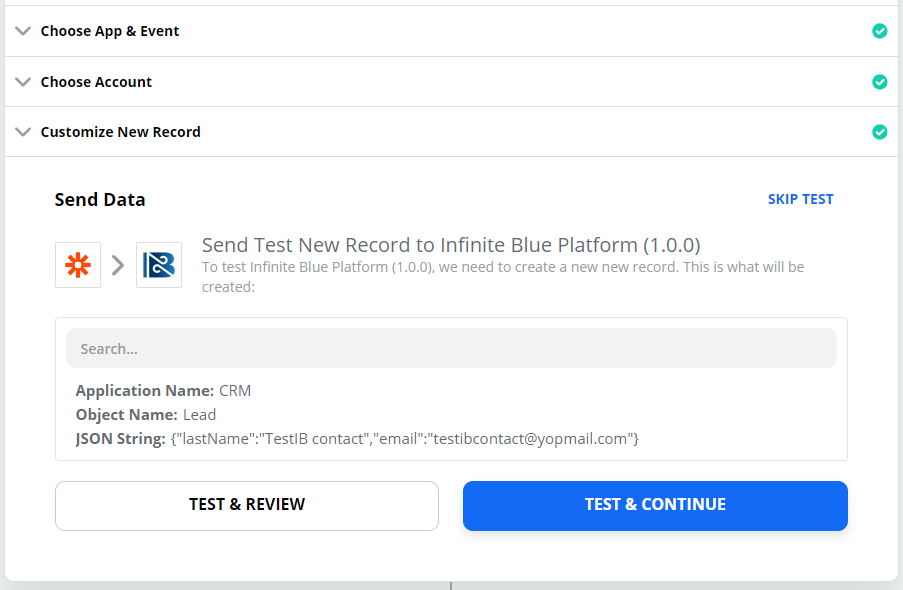 Choose App & Event
Choose Account
Customize New Record
Send Data
SKIP TEST
Send Test New Record to Infinite Blue Platform (1.0.0)
To test Infinite Blue Platform (1.0.0), we need to create a new new record. This is what will be
created:
Search...
Application Name: CRM
Object Name: Lead
JSON String: {"lastName":"TestIB contact","email":"testibcontact@yopmail.com"}
TEST & REVIEW
TEST & CONTINUE